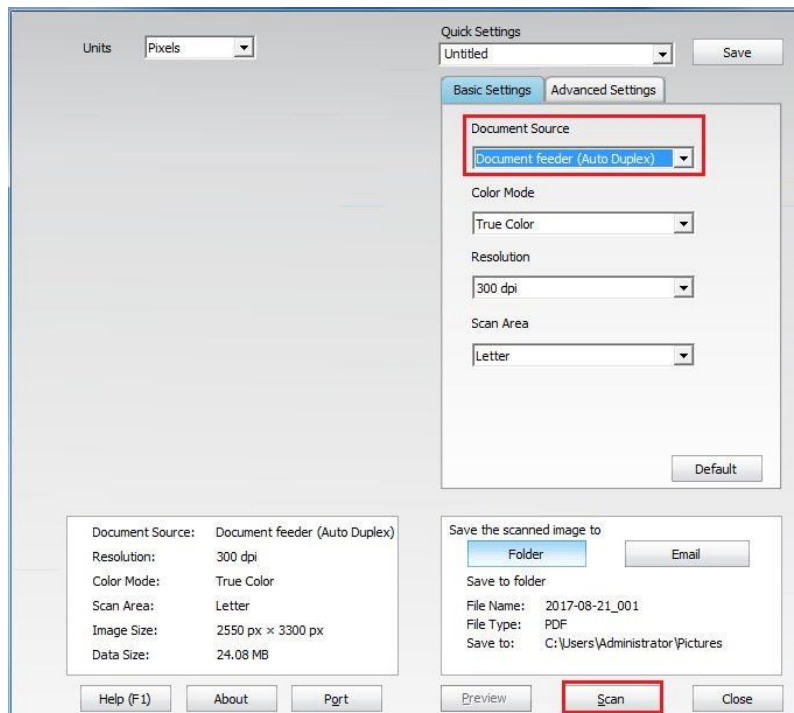 Units Pixels
Quick Settings
Untitled Save
Basic Settings Advanced Settings
Document Source
Document feeder (Auto Duplex)
Color Mode
True Color
Resolution
300 dpi
Scan Area
Letter
Default
Document Source: Document feeder (Auto Duplex)
Resolution: 300 dpi
Color Mode: True Color
Scan Area: Letter
Image Size: 2550 px × 3300 px
Data Size: 24.08 MB
Save the scanned image to
Folder Email
Save to folder
File Name: 2017-08-21_001
File Type: PDF
Save to: C:\Users\Administrator\Pictures
Help (F1) About Port Preview Scan Close